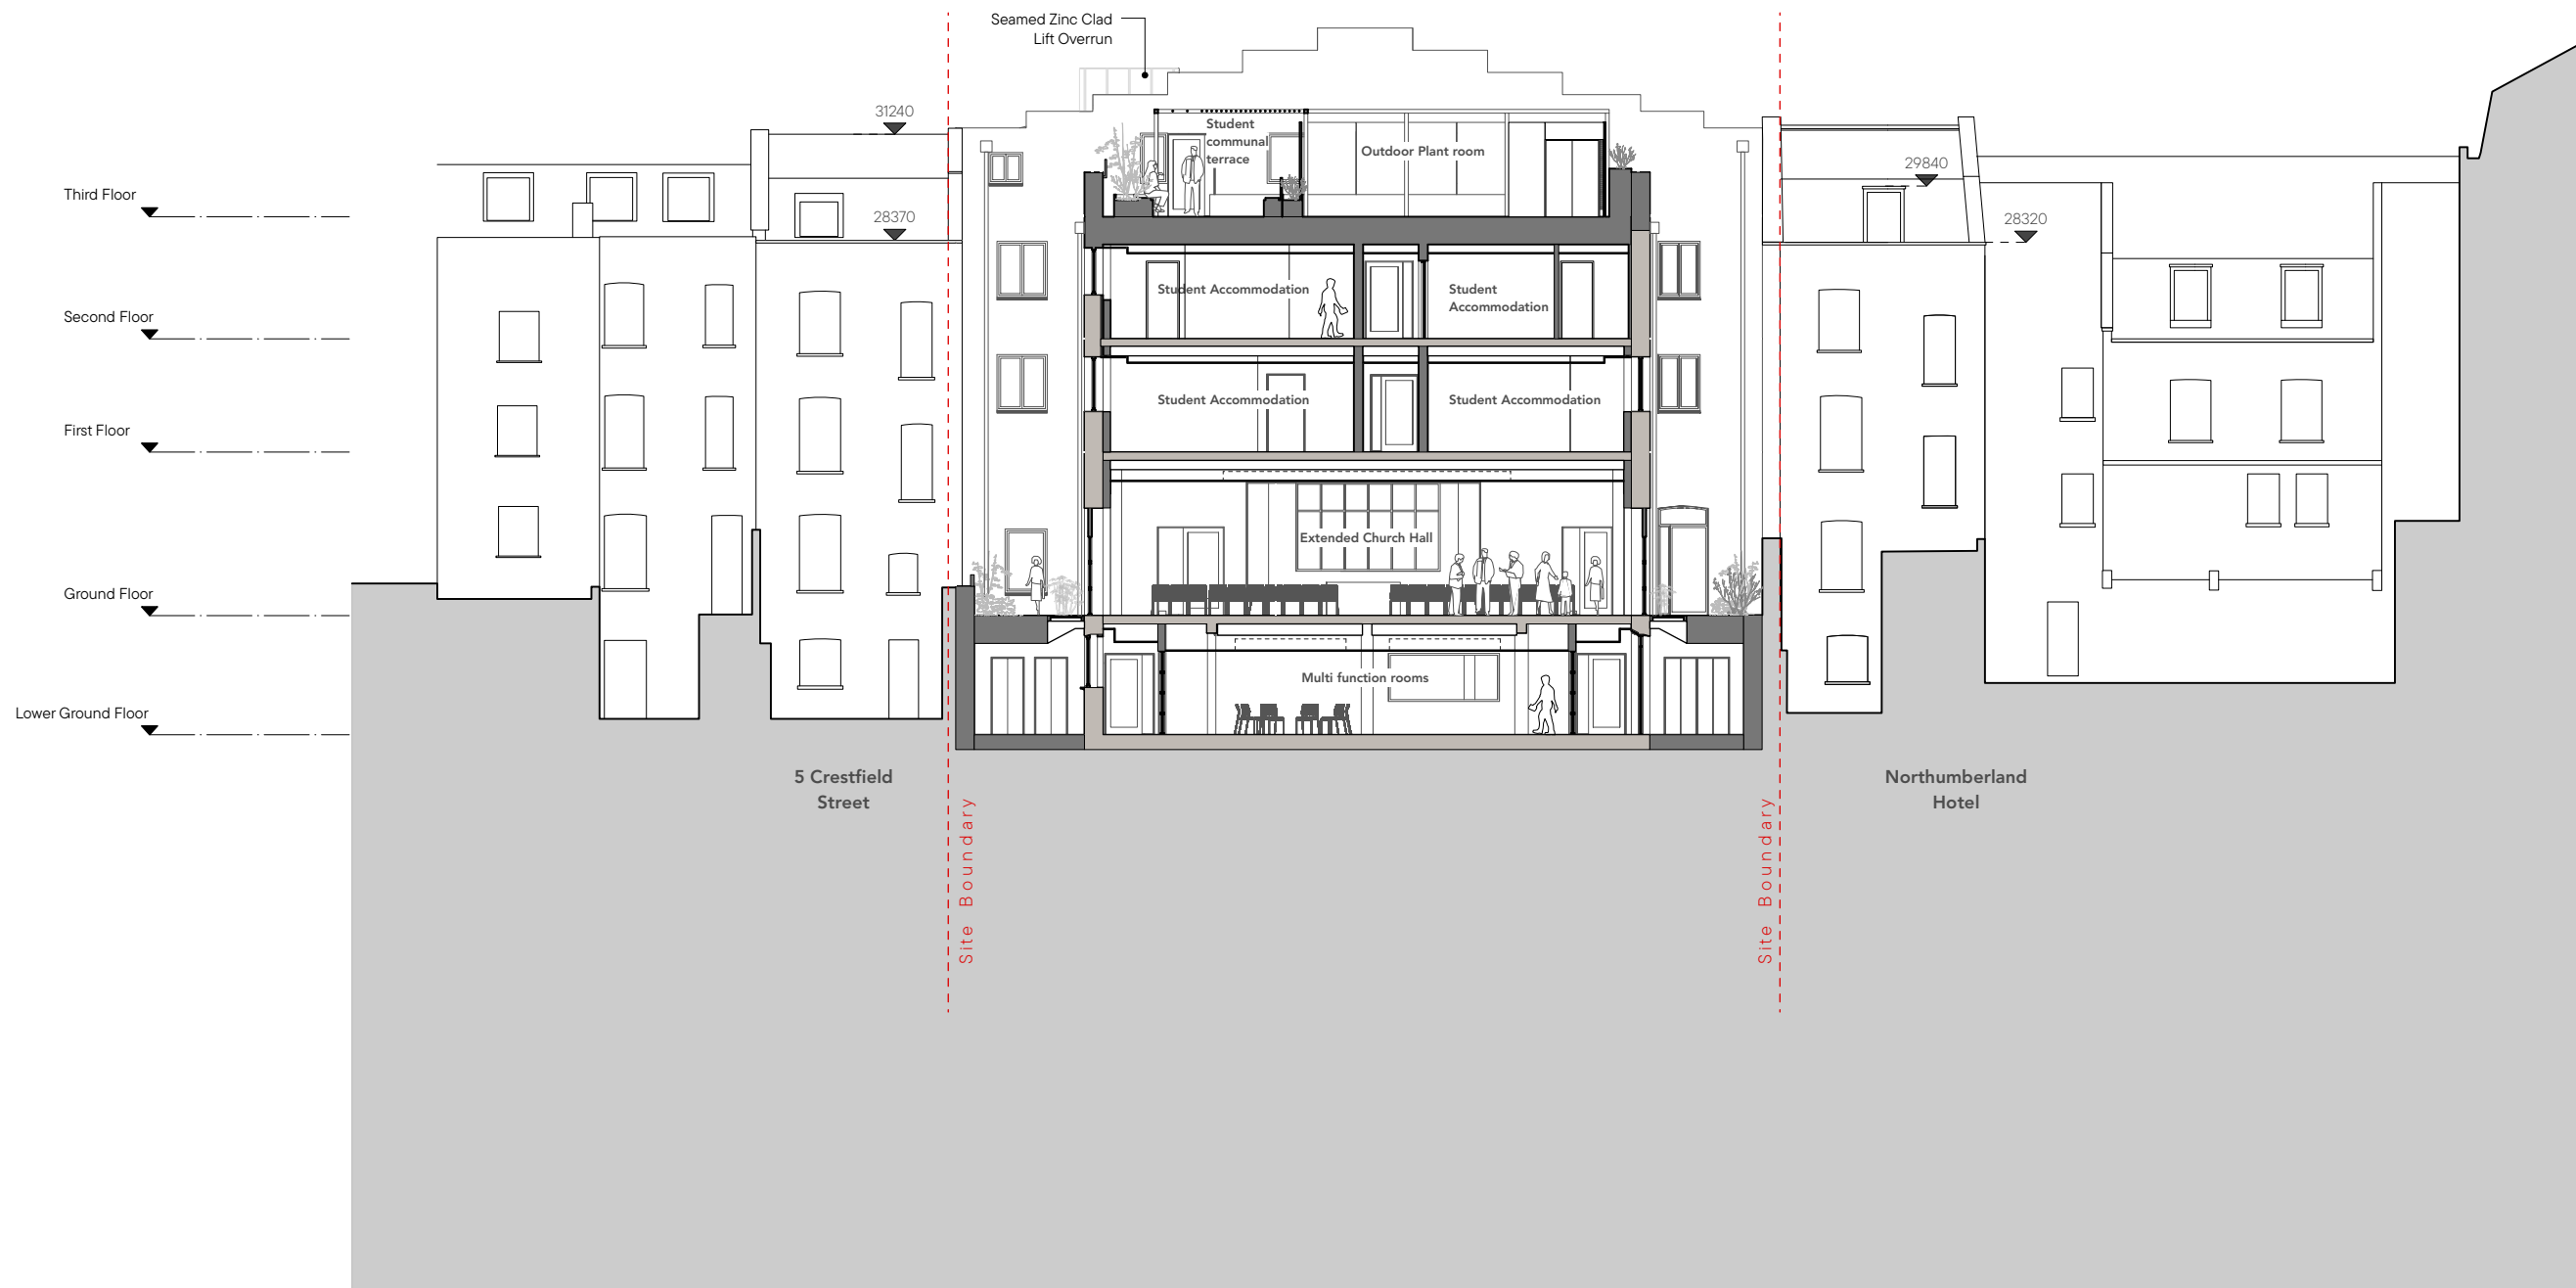 Seamed Zinc Clad
Lift Overrun
31240
28370
29840
28320
Third Floor
Second Floor
First Floor
Ground Floor
Lower Ground Floor
Student
communal
terrace
Outdoor Plant room
Student Accommodation
Student
Accommodation
Student Accommodation
Student Accommodation
Extended Church Hall
Multi function rooms
5 Crestfield
Street
Northumberland
Hotel
Site Boundary
Site Boundary